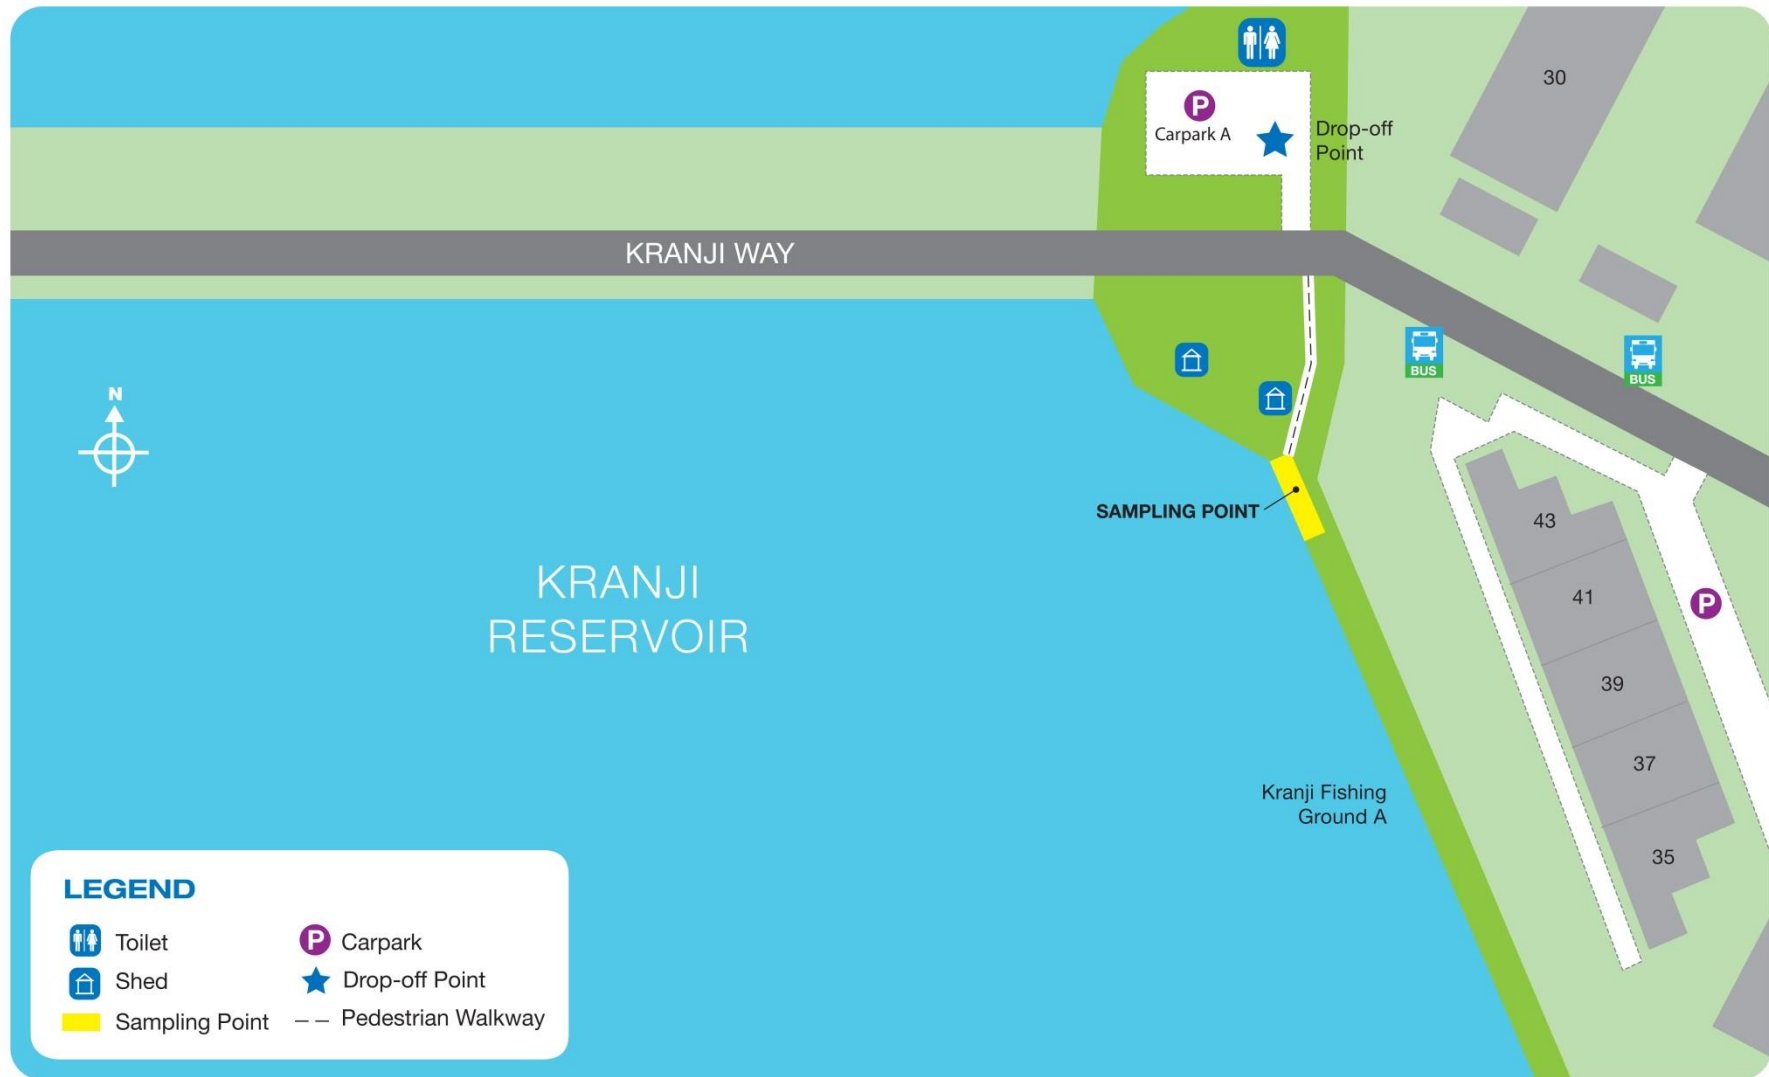 30
P
Carpark A
Drop-off
Point
KRANJI WAY
BUS
BUS
N
SAMPLING POINT
43
KRANJI
RESERVOIR
41
P
39
37
Kranji Fishing
Ground A
35
LEGEND
Toilet
P Carpark
Shed
Drop-off Point
Sampling Point
Pedestrian Walkway